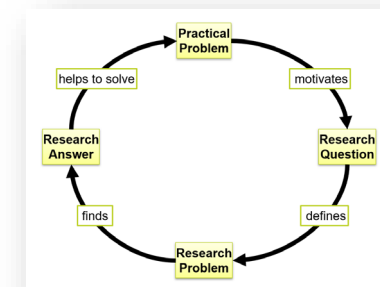 Practical
Problem
helps to solve
motivates
Research
Answer
Research
Question
finds
defines
Research
Problem